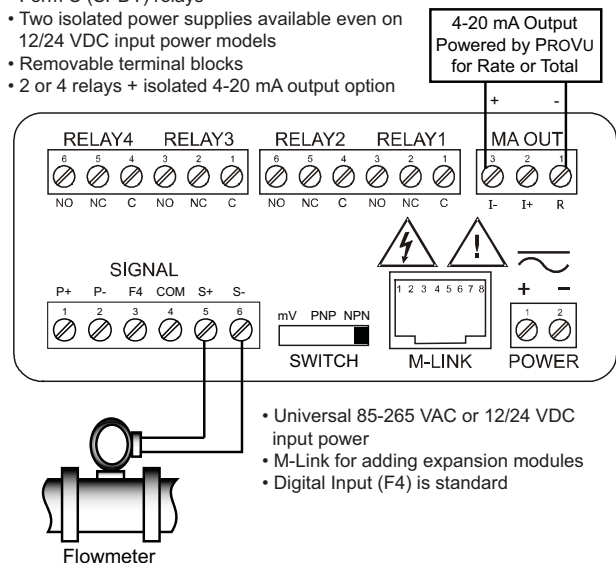 Form C (SPDT) relays
• Two isolated power supplies available even on
12/24 VDC input power models
• Removable terminal blocks
• 2 or 4 relays + isolated 4-20 mA output option
4-20 mA Output
Powered by PROVU
for Rate or Total
+ -
RELAY4 RELAY3 RELAY2 RELAY1 MA OUT
6 5 4 3 2 1 6 5 4 3 2 1 3 2 1
NO NC C NO NC C NO NC C NO NC C I- I+ R
SIGNAL
P+ P- F4 COM S+ S-
1 2 3 4 5 6
mV PNP NPN
SWITCH
!
1 2 3 4 5 6 7 8
M-LINK
+ -
1 2
POWER
• Universal 85-265 VAC or 12/24 VDC
input power
• M-Link for adding expansion modules
• Digital Input (F4) is standard
Flowmeter